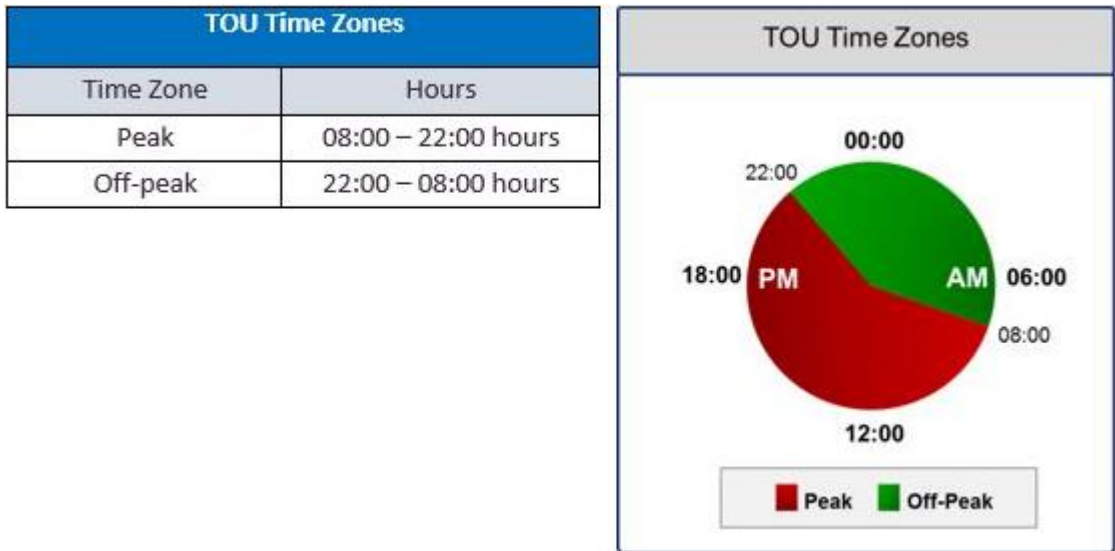 TOU Time Zones
Time Zone Hours
Peak 08:00 – 22:00 hours
Off-peak 22:00 – 08:00 hours
TOU Time Zones
00:00
22:00
18:00 PM AM 06:00
08:00
12:00
Peak Off-Peak